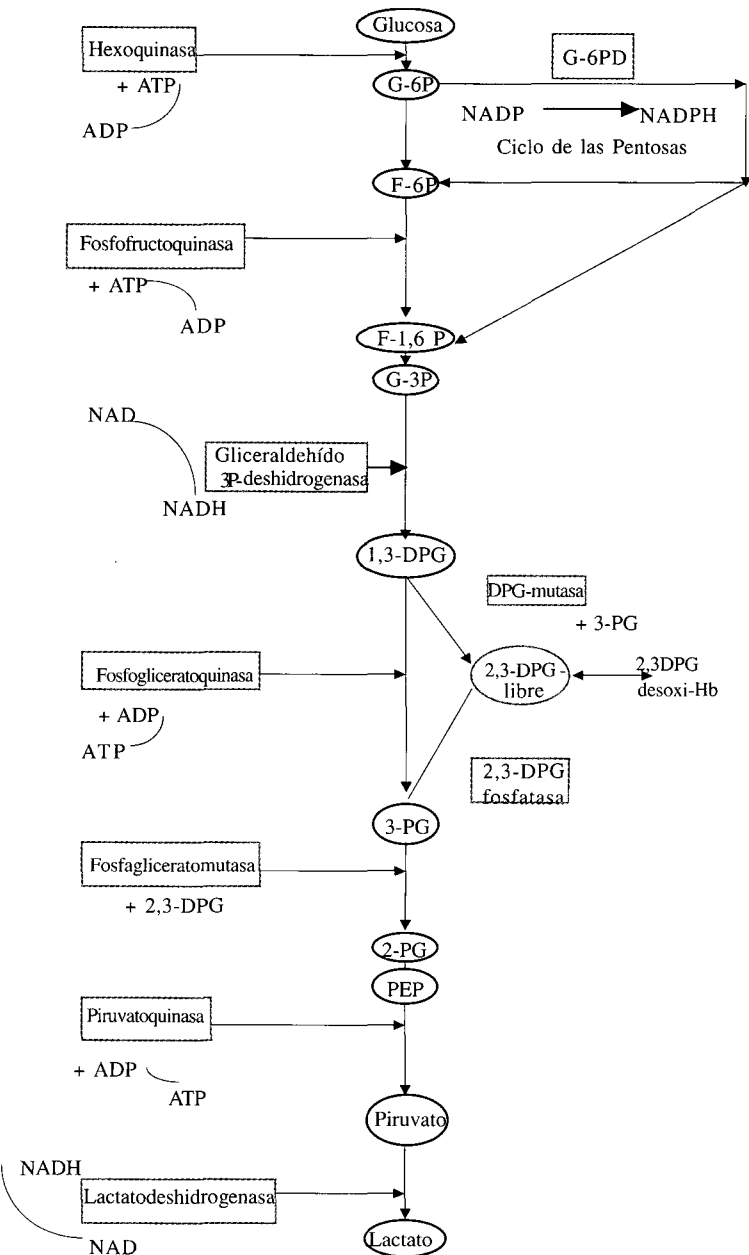 Glucosa
Hexoquinasa
+ ATP
ADP
G-6P
G-6PD
NADP
NADPH
Ciclo de las Pentosas
F-6P
Fosfofructoquinasa
+ ATP
ADP
F-1,6 P
G-3P
NAD
Gliceraldehído
3P-deshidrogenasa
NADH
1,3-DPG
DPG-mutasa
+ 3-PG
Fosfogliceratoquinasa
2,3-DPG -
libre
2,3DPG
desoxi-Hb
+ ADP
ATP
2,3-DPG
fosfatasa
3-PG
Fosfagliceratomutasa
+ 2,3-DPG
2-PG
PEP
Piruvatoquinasa
+ ADP
ATP
Piruvato
NADH
Lactatodeshidrogenasa
NAD
Lactato